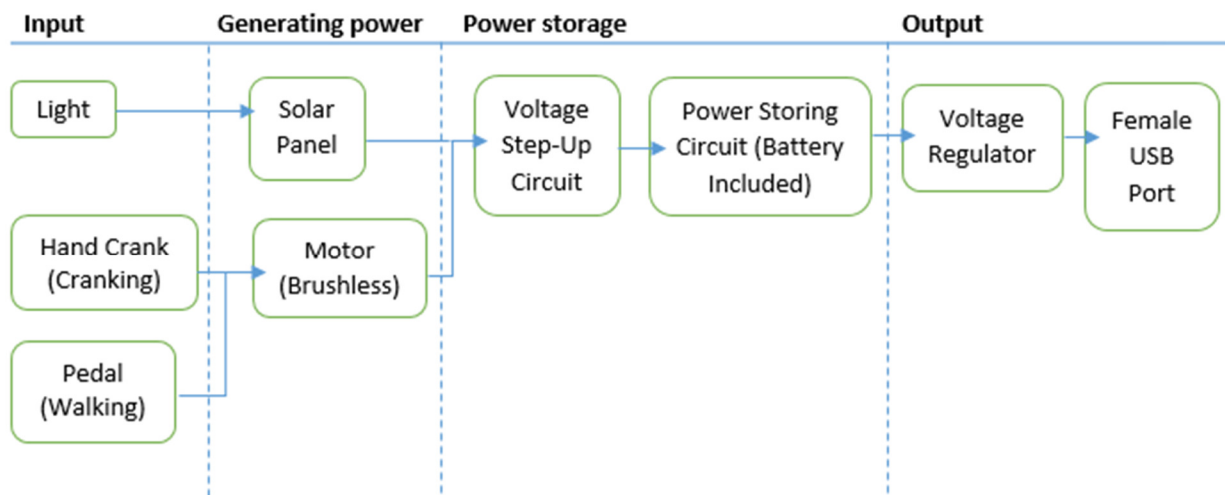 Input
Generating power
Power storage
Output
Light
Solar
Panel
Voltage
Step-Up
Circuit
Power Storing
Circuit (Battery
Included)
Voltage
Regulator
Female
USB
Port
Hand Crank
(Cranking)
Motor
(Brushless)
Pedal
(Walking)